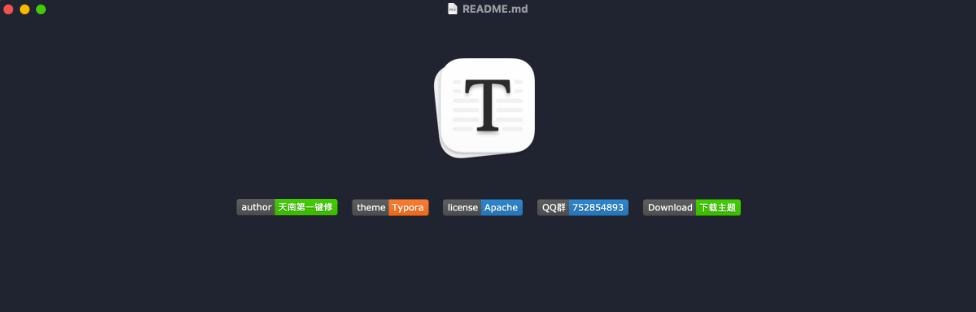 README.md
T
author 天南第一键修 theme Typora license Apache QQ群 752854893 Download 下载主题